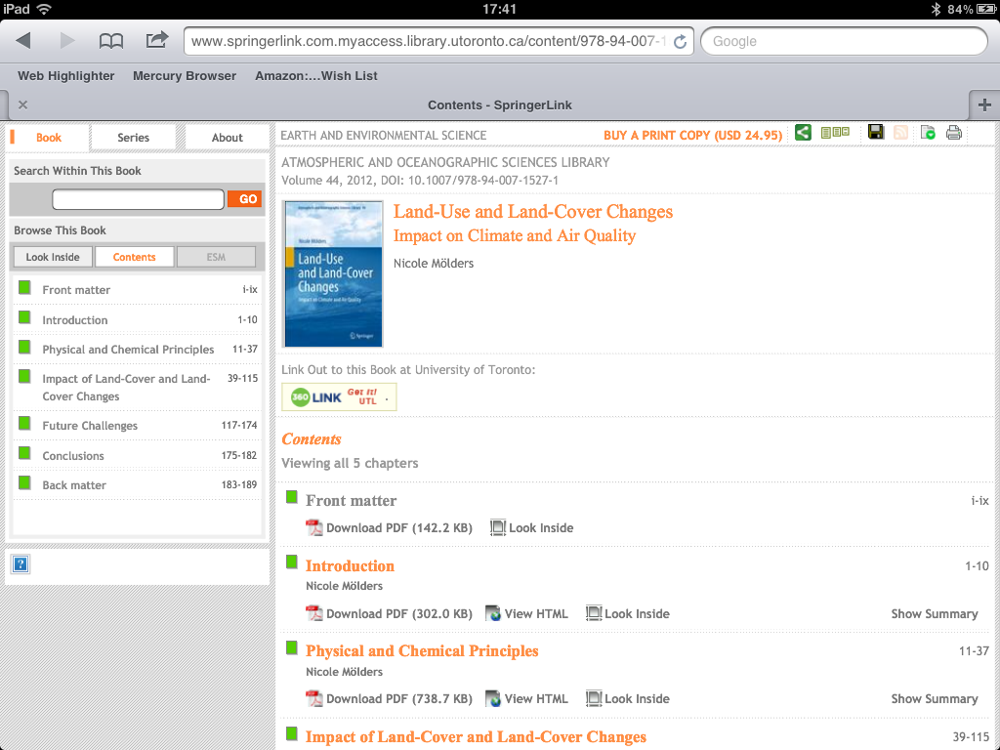 iPad 17:41 84%
www.springerlink.com.myaccess.library.utoronto.ca/content/978-94-007-1 Google
Web Highlighter Mercury Browser Amazon:...Wish List
Contents - SpringerLink
Book Series About
Search Within This Book
GO
Browse This Book
Look Inside Contents ESM
Front matter i-ix
Introduction 1-10
Physical and Chemical Principles 11-37
Impact of Land-Cover and Land- 39-115
Cover Changes
Future Challenges 117-174
Conclusions 175-182
Back matter 183-189
EARTH AND ENVIRONMENTAL SCIENCE BUY A PRINT COPY (USD 24.95)
ATMOSPHERIC AND OCEANOGRAPHIC SCIENCES LIBRARY
Volume 44, 2012, DOI: 10.1007/978-94-007-1527-1
Nicole Mölders
Land-Use
and Land-Cover
Changes
Impact on Climate and Air Quality
Springer
Land-Use and Land-Cover Changes
Impact on Climate and Air Quality
Nicole Mölders
Link Out to this Book at University of Toronto:
360 LINK Get it! UTL
Contents
Viewing all 5 chapters
Front matter i-ix
Download PDF (142.2 KB) Look Inside
Introduction 1-10
Nicole Mölders
Download PDF (302.0 KB) View HTML Look Inside Show Summary
Physical and Chemical Principles 11-37
Nicole Mölders
Download PDF (738.7 KB) View HTML Look Inside Show Summary
Impact of Land-Cover and Land-Cover Changes 39-115